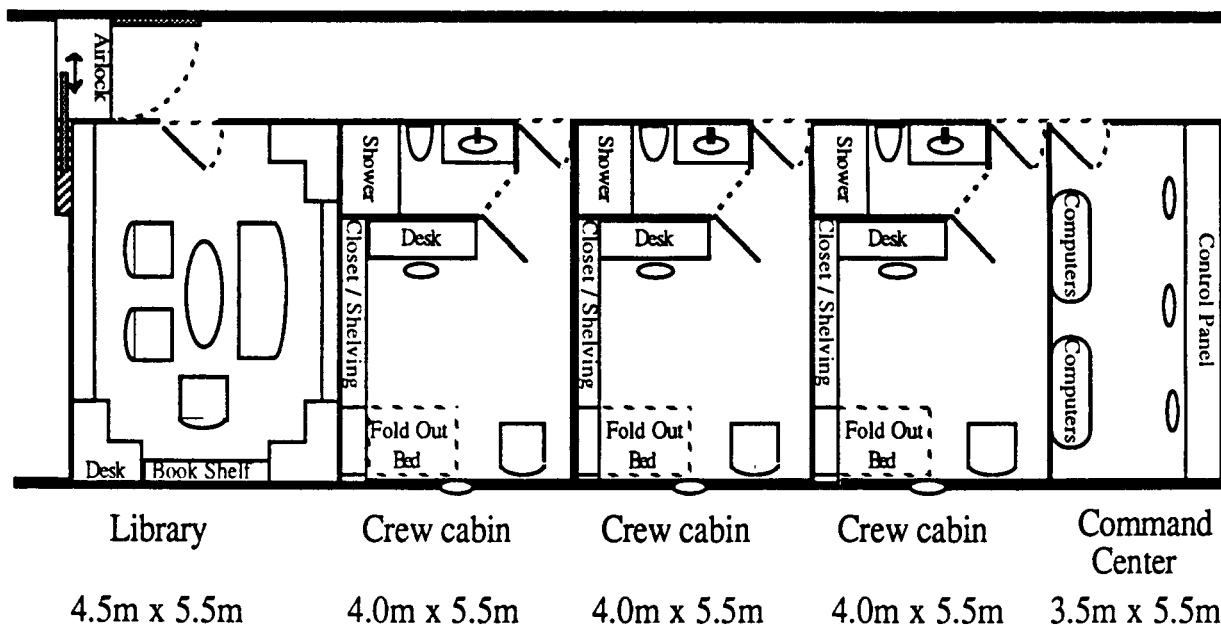 Airlock
Shower
Shower
Shower
Closet / Shelving
Desk
Closet / Shelving
Desk
Closet / Shelving
Desk
Computers
Computers
Control Panel
Fold Out
Bed
Fold Out
Bed
Fold Out
Bed
Desk
Book Shelf
Library
Crew cabin
Crew cabin
Crew cabin
Command
Center
4.5m x 5.5m
4.0m x 5.5m
4.0m x 5.5m
4.0m x 5.5m
3.5m x 5.5m